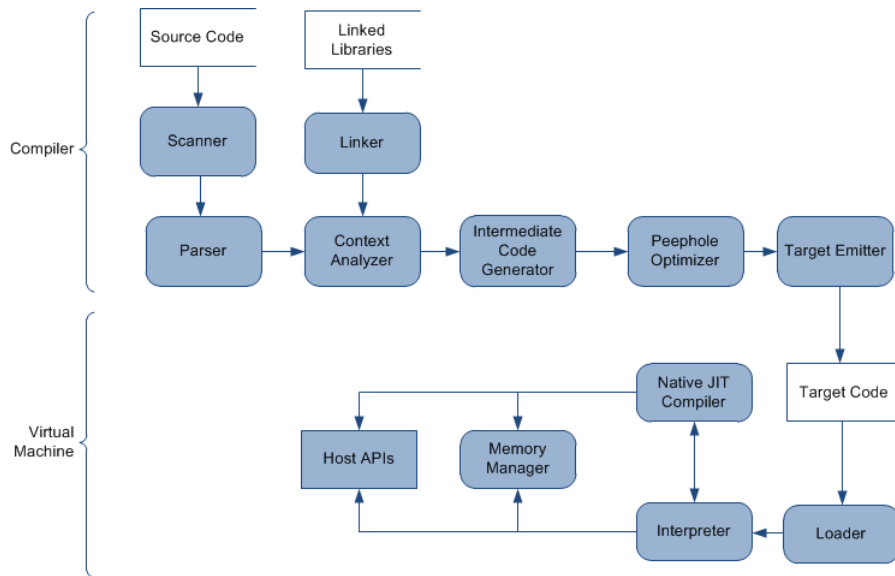 Source Code
Linked
Libraries
Compiler
Scanner
Linker
Parser
Context
Analyzer
Intermediate
Code
Generator
Peephole
Optimizer
Target Emitter
Virtual
Machine
Native JIT
Compiler
Target Code
Host APIs
Memory
Manager
Interpreter
Loader